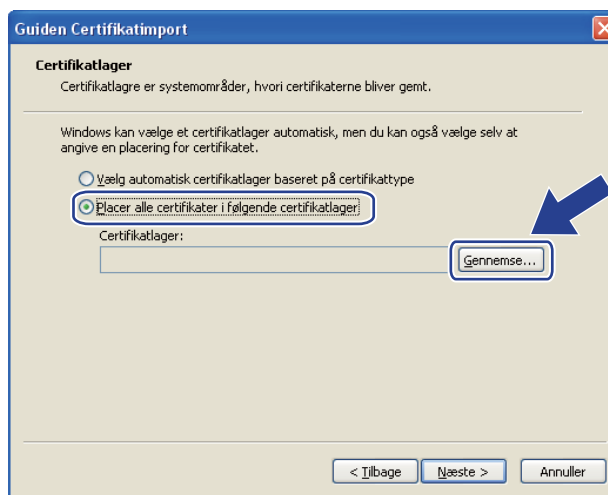 Guiden Certifikatimport
Certifikatlager
Certifikatlagre er systemområder, hvori certifikaterne bliver gemt.
Windows kan vælge et certifikatlager automatisk, men du kan også vælge selv at
angive en placering for certifikatet.
Vælg automatisk certifikatlager baseret på certifikattype
Placer alle certifikater i følgende certifikatlager
Certifikatlager:
Gennemse...
< Tilbage
Næste >
Annuller